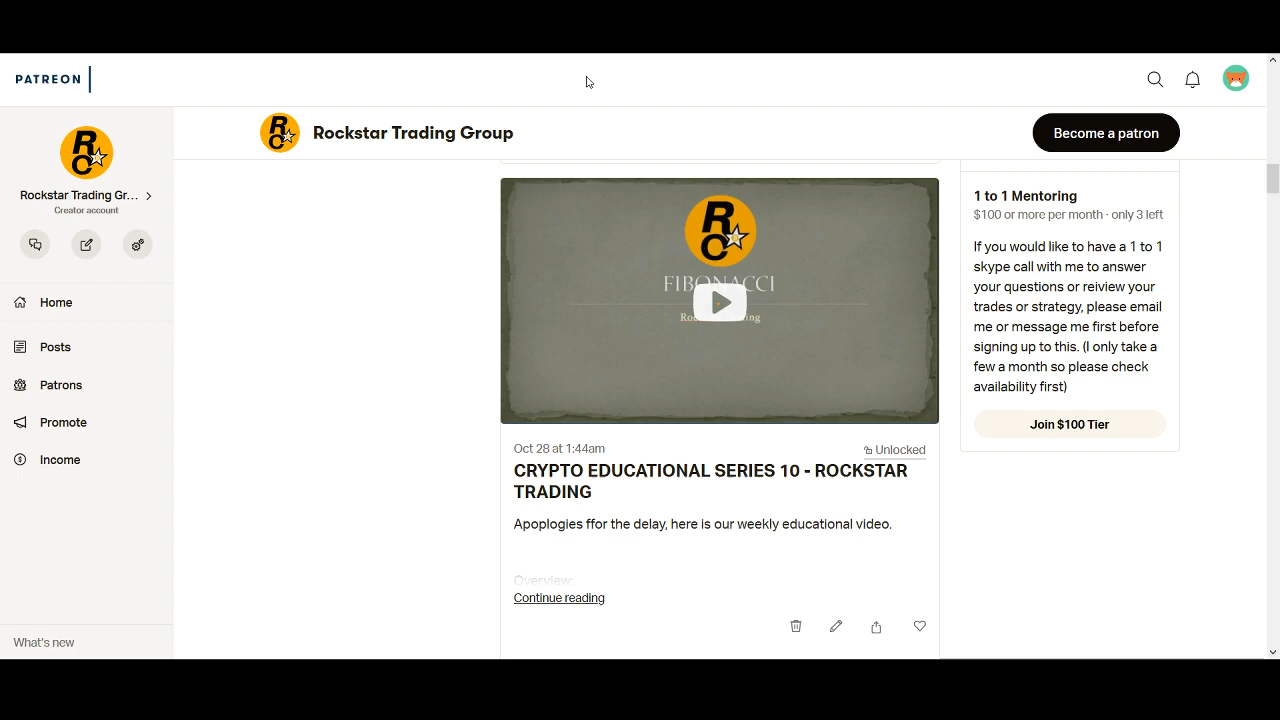 PATREON
Rockstar Trading Group
Become a patron
RC
Rockstar Trading Gr...
Creator account
Home
Posts
Patrons
Promote
Income
What's new
RC
FIBONACCI
Oct 28 at 1:44am
Unlocked
CRYPTO EDUCATIONAL SERIES 10 - ROCKSTAR
TRADING
Apoplogies ffor the delay, here is our weekly educational video.
Overview:
Continue reading
1 to 1 Mentoring
$100 or more per month · only 3 left
If you would like to have a 1 to 1
skype call with me to answer
your questions or reiview your
trades or strategy, please email
me or message me first before
signing up to this. (I only take a
few a month so please check
availability first)
Join $100 Tier